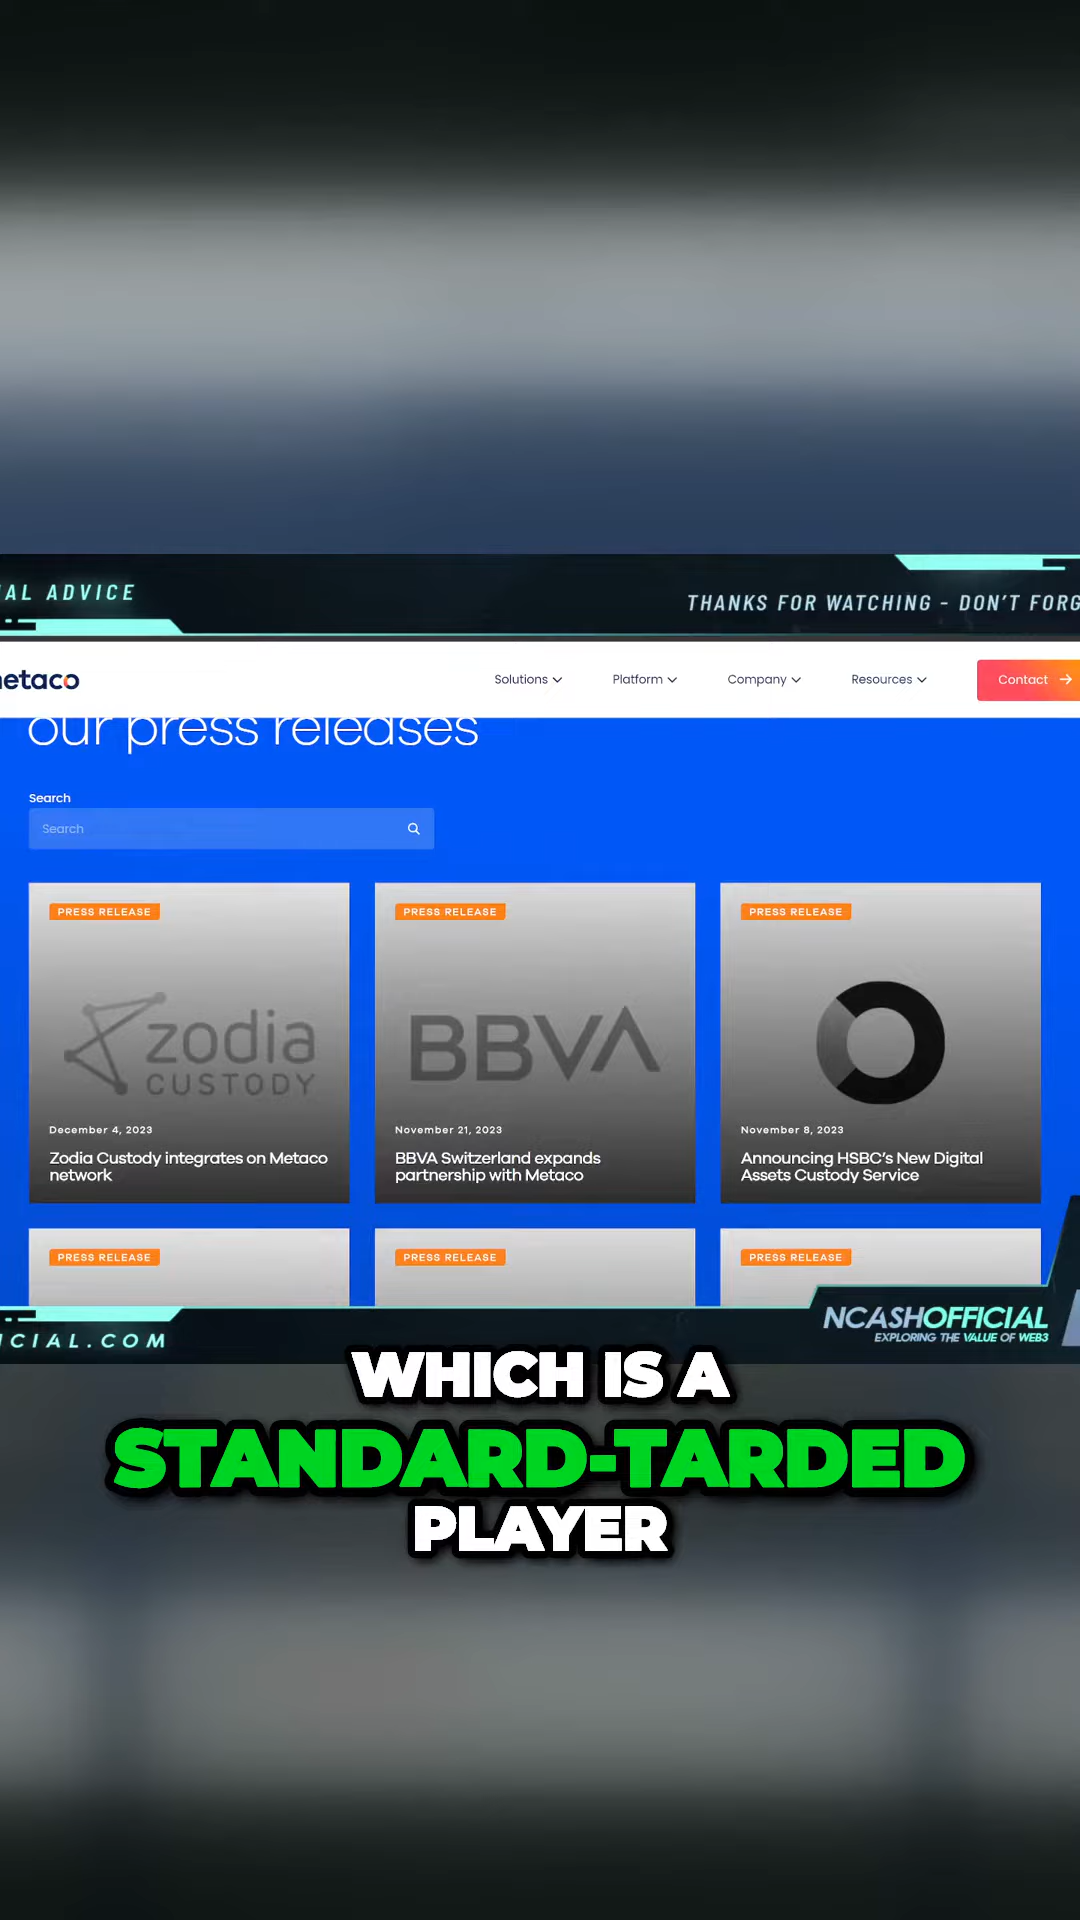 IAL ADVICE
THANKS FOR WATCHING - DON'T FORG
metaco
Solutions
Platform
Company
Resources
Contact
our press releases
Search
Search
PRESS RELEASE
zodia
CUSTODY
December 4, 2023
Zodia Custody integrates on Metaco
network
PRESS RELEASE
BBVA
November 21, 2023
BBVA Switzerland expands
partnership with Metaco
PRESS RELEASE
November 8, 2023
Announcing HSBC's New Digital
Assets Custody Service
PRESS RELEASE
PRESS RELEASE
PRESS RELEASE
ICIAL.COM
NCASHOFFICIAL
EXPLORING THE VALUE OF WEB3
WHICH IS A
STANDARD-TARDED
PLAYER